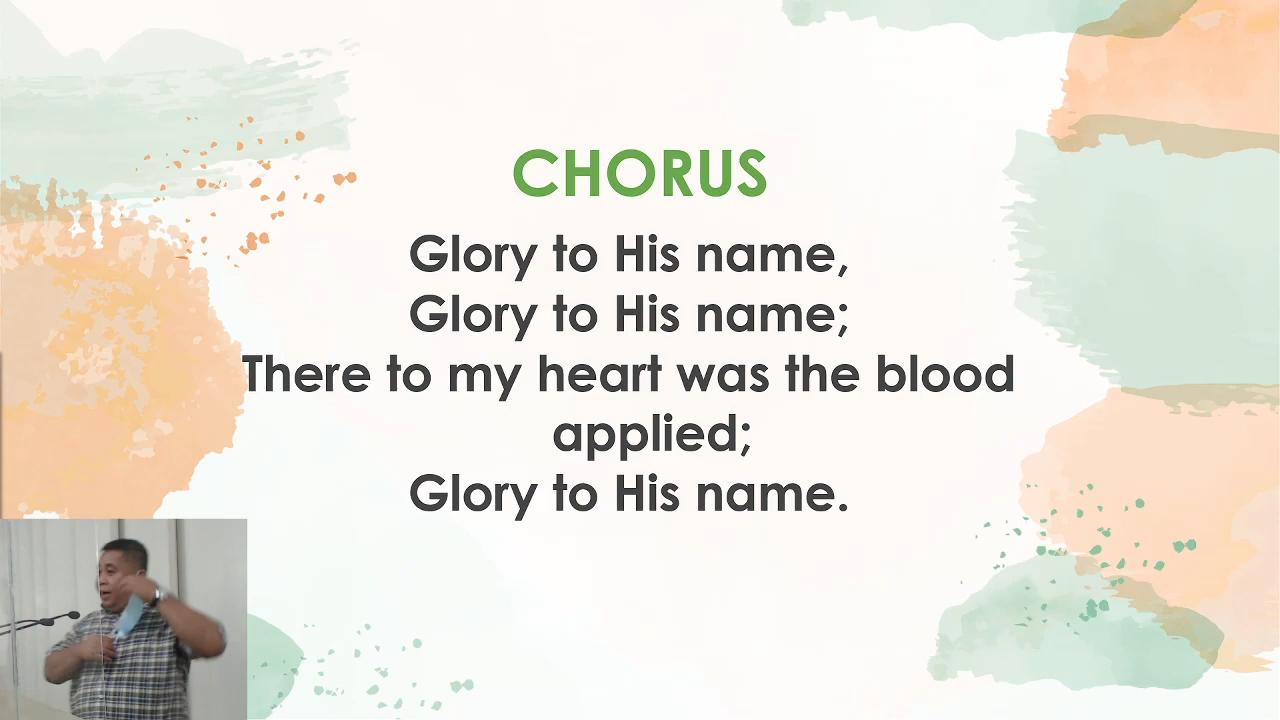 CHORUS
Glory to His name,
Glory to His name;
There to my heart was the blood
applied;
Glory to His name.